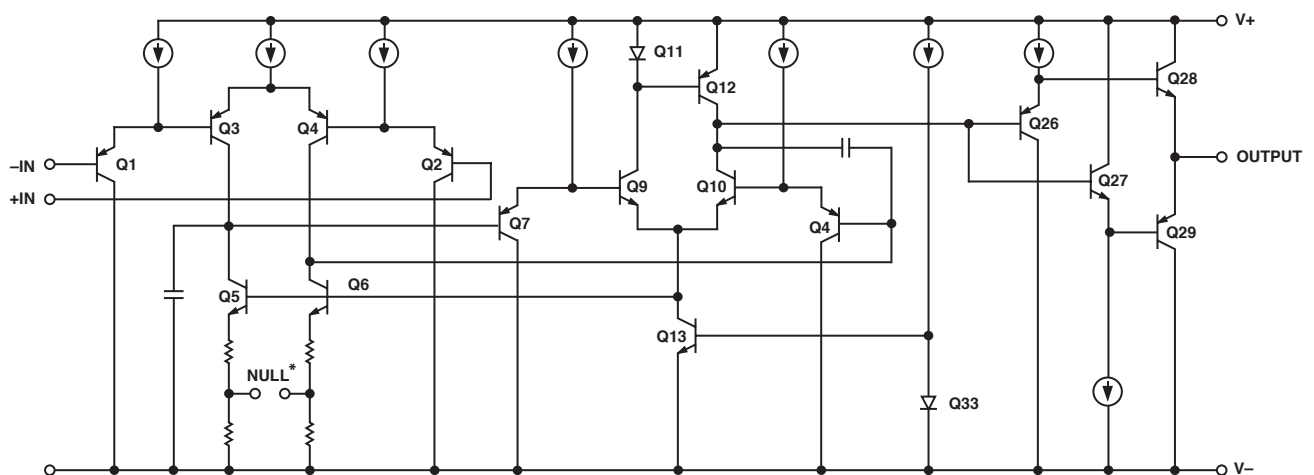 V+
Q11
Q12
Q28
Q3
Q4
Q26
–IN
Q1
Q2
Q9
Q10
OUTPUT
+IN
Q27
Q7
Q4
Q29
Q5
Q6
Q13
NULL*
Q33
V–